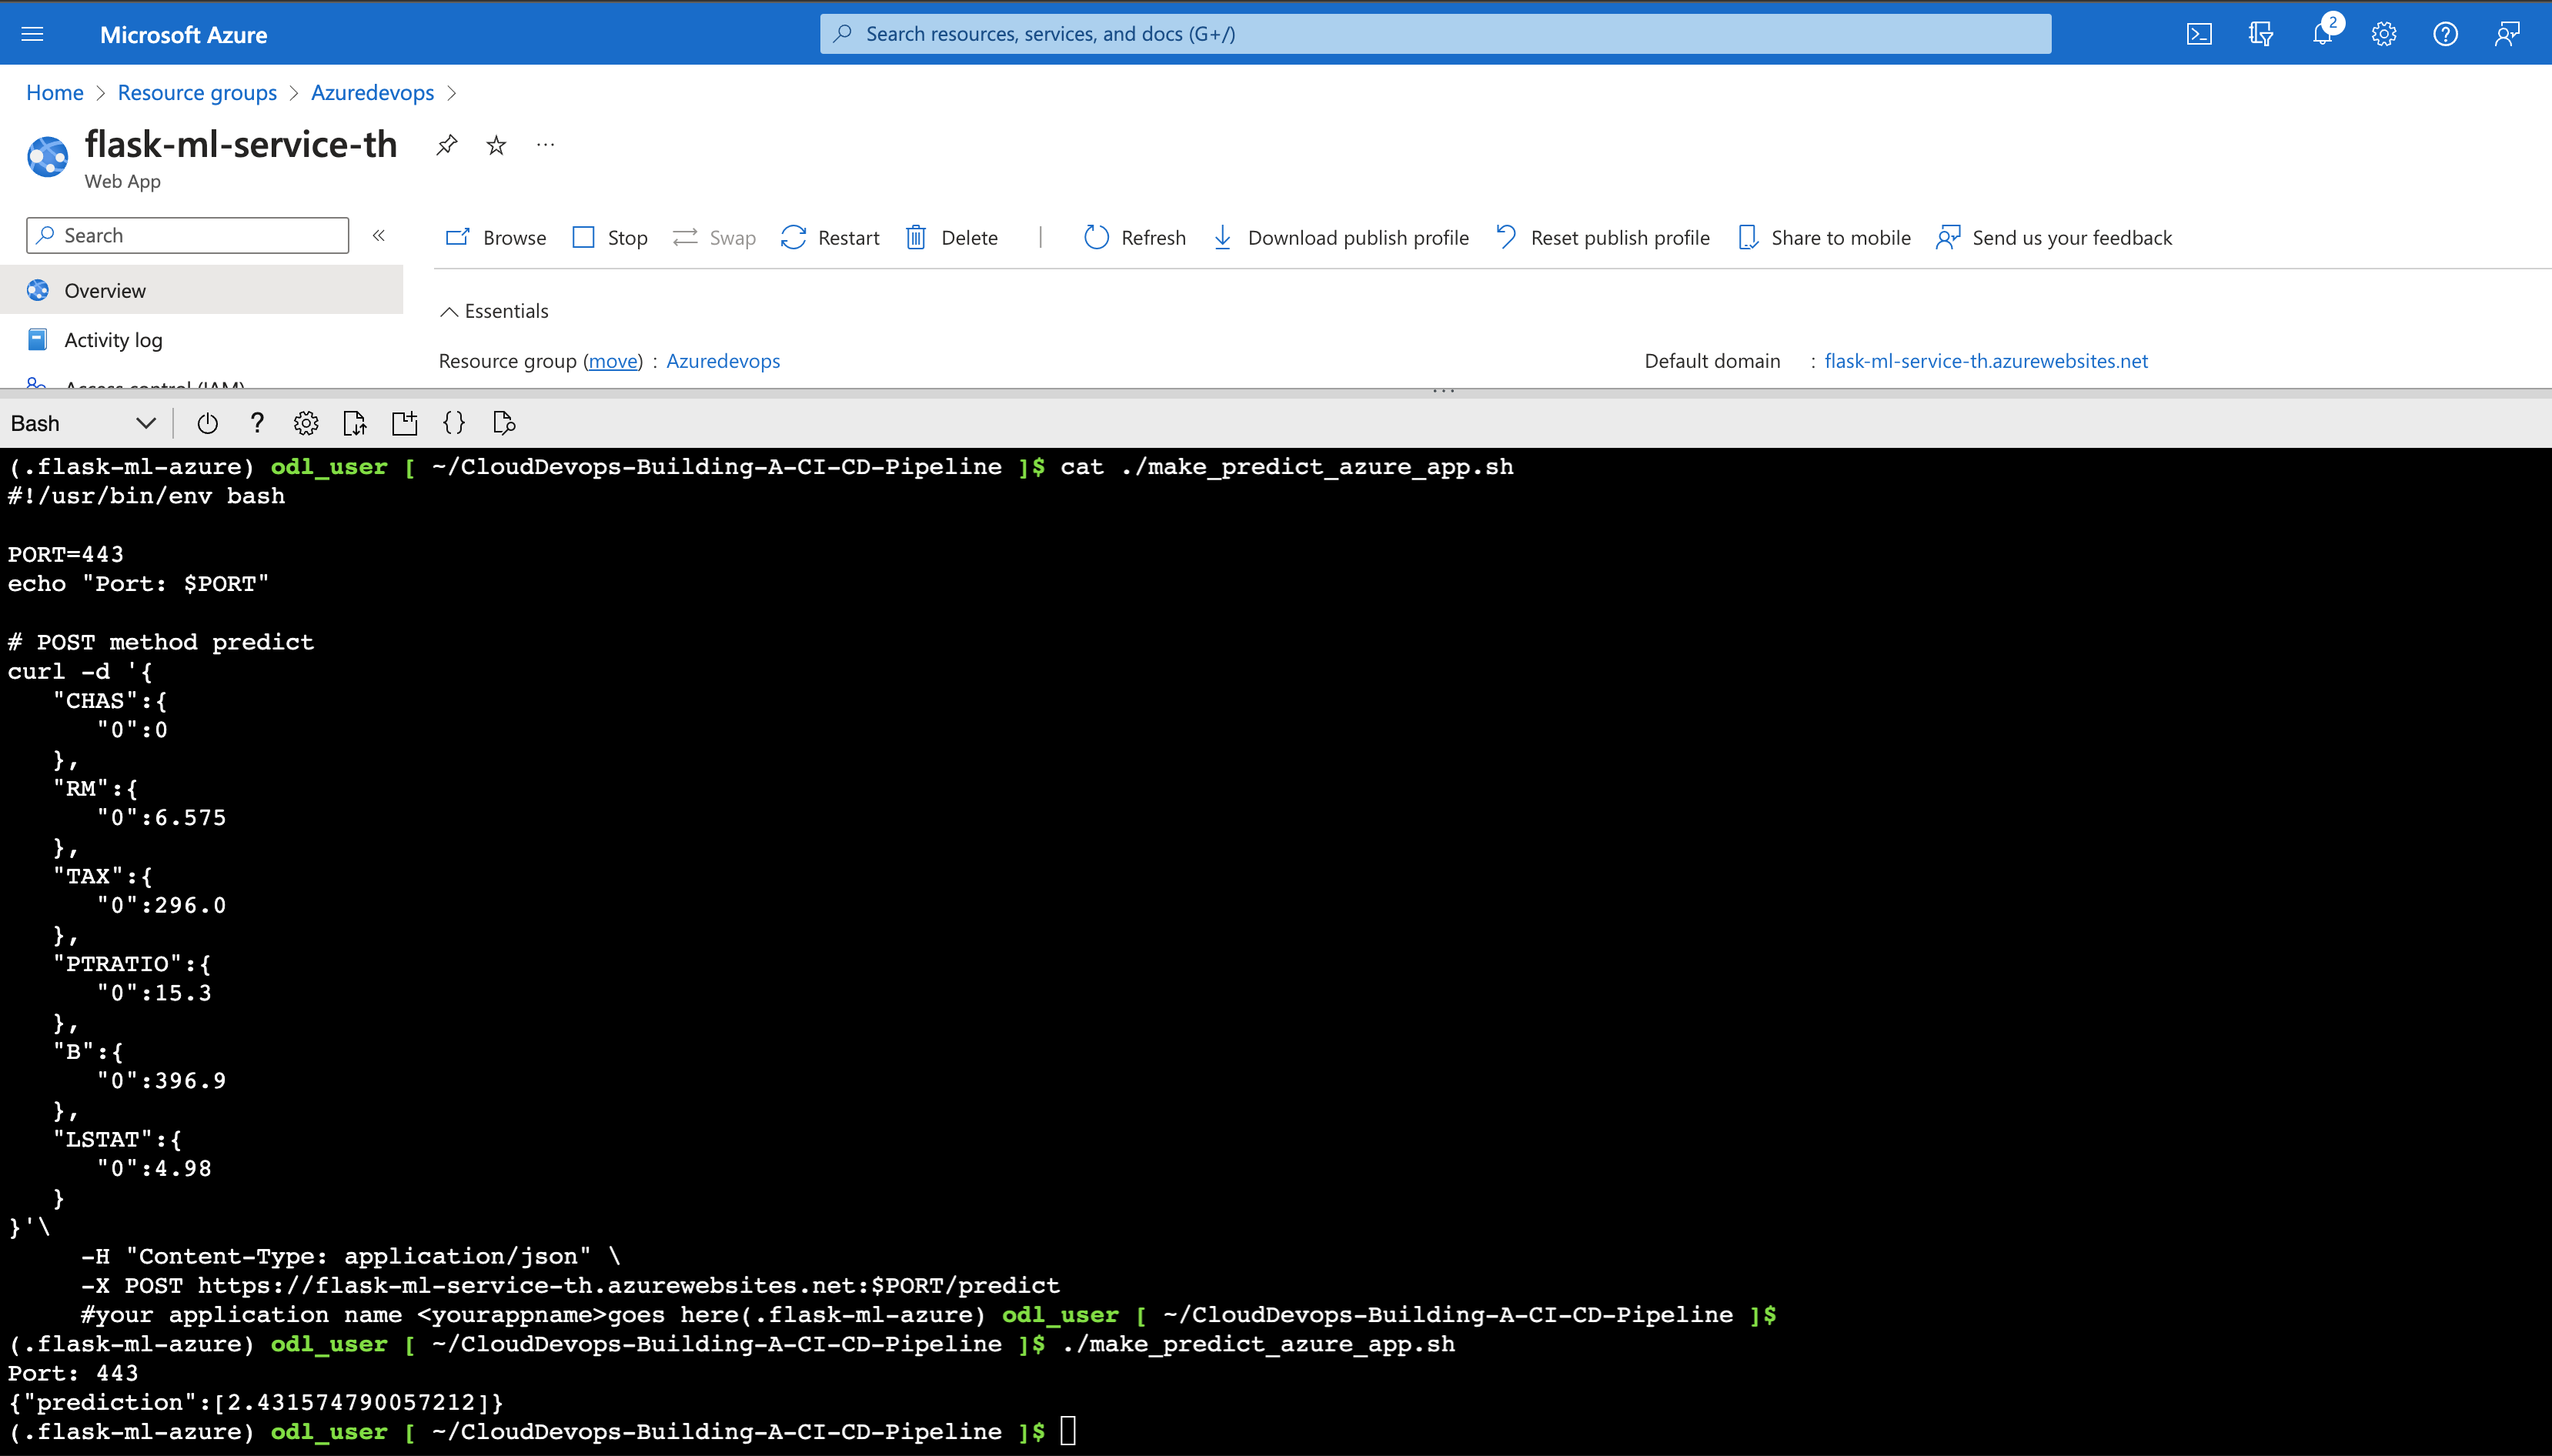 Microsoft Azure
Search resources, services, and docs (G+/)
2
Home > Resource groups > Azuredevops >
flask-ml-service-th
Web App
Search
Browse Stop Swap Restart Delete | Refresh Download publish profile Reset publish profile Share to mobile Send us your feedback
Overview
Essentials
Activity log
Resource group (move) : Azuredevops
Default domain : flask-ml-service-th.azurewebsites.net
Access control (IAM)
Bash
(.flask-ml-azure) odl_user [ ~/CloudDevops-Building-A-CI-CD-Pipeline ]$ cat ./make_predict_azure_app.sh
#!/usr/bin/env bash
PORT=443
echo "Port: $PORT"
# POST method predict
curl -d '{
   "CHAS":{
      "0":0
   },
   "RM":{
      "0":6.575
   },
   "TAX":{
      "0":296.0
   },
   "PTRATIO":{
      "0":15.3
   },
   "B":{
      "0":396.9
   },
   "LSTAT":{
      "0":4.98
   }
}'\
     -H "Content-Type: application/json" \
     -X POST https://flask-ml-service-th.azurewebsites.net:$PORT/predict
     #your application name <yourappname>goes here(.flask-ml-azure) odl_user [ ~/CloudDevops-Building-A-CI-CD-Pipeline ]$
(.flask-ml-azure) odl_user [ ~/CloudDevops-Building-A-CI-CD-Pipeline ]$ ./make_predict_azure_app.sh
Port: 443
{"prediction":[2.431574790057212]}
(.flask-ml-azure) odl_user [ ~/CloudDevops-Building-A-CI-CD-Pipeline ]$